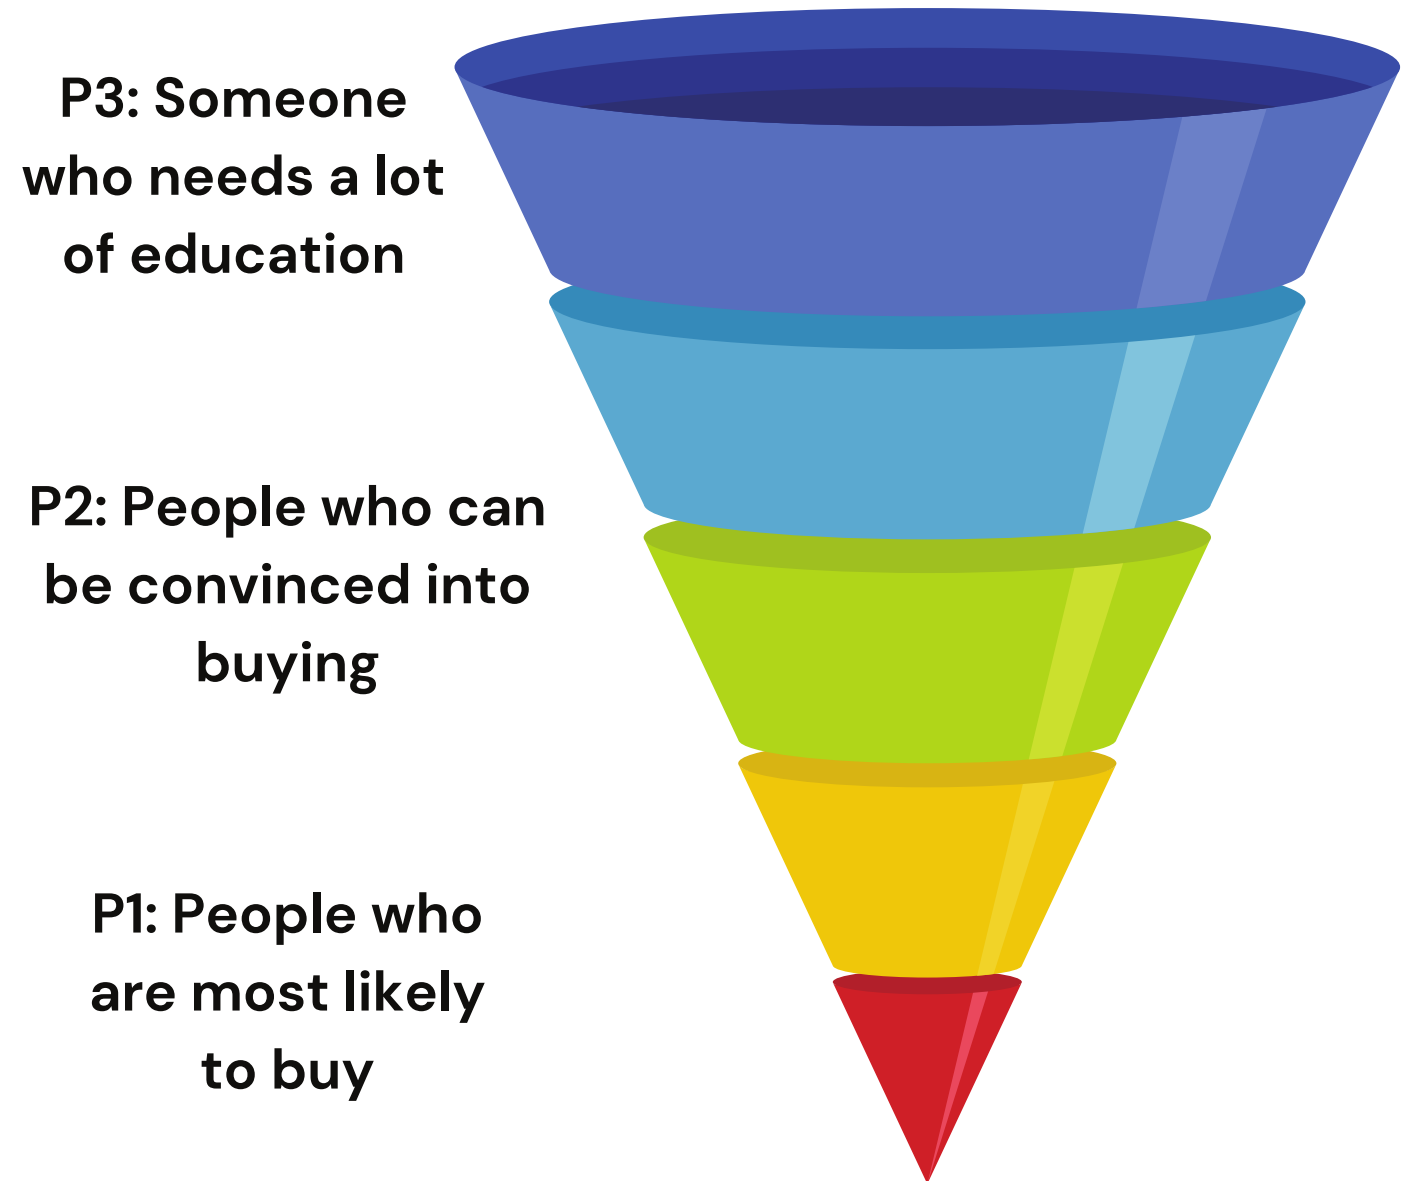 P3: Someone
who needs a lot
of education
P2: People who can
be convinced into
buying
P1: People who
are most likely
to buy